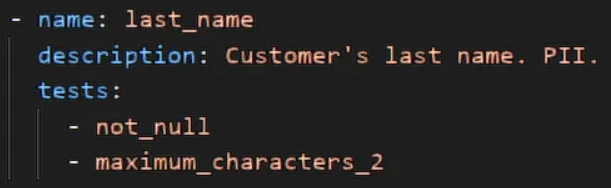 - name: last_name
description: Customer's last name. PII.
tests:
- not_null
- maximum_characters_2